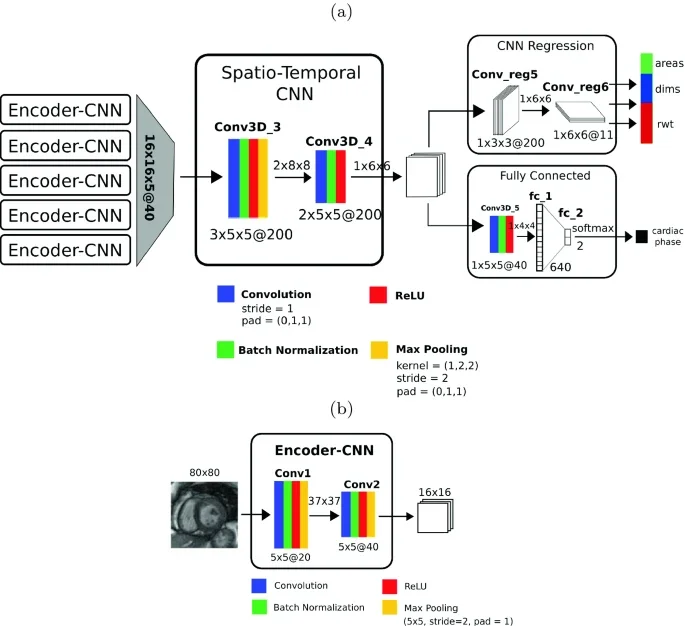 (a)
Encoder-CNN
Encoder-CNN
Encoder-CNN
Encoder-CNN
Encoder-CNN
16x16x5@40
Spatio-Temporal
CNN
Conv3D_3
3x5x5@200
2x8x8
Conv3D_4
2x5x5@200
1x6x6
CNN Regression
Conv_reg5
1x3x3@200
1x6x6
Conv_reg6
1x6x6@11
areas
dims
rwt
Fully Connected
Conv3D_5
1x5x5@40
1x4x4
fc_1
640
fc_2
2
softmax
cardiac
phase
Convolution
stride = 1
pad = (0,1,1)
ReLU
Batch Normalization
Max Pooling
kernel = (1,2,2)
stride = 2
pad = (0,1,1)
(b)
Encoder-CNN
80x80
Conv1
5x5@20
37x37
Conv2
5x5@40
16x16
Convolution
ReLU
Batch Normalization
Max Pooling
(5x5, stride=2, pad = 1)